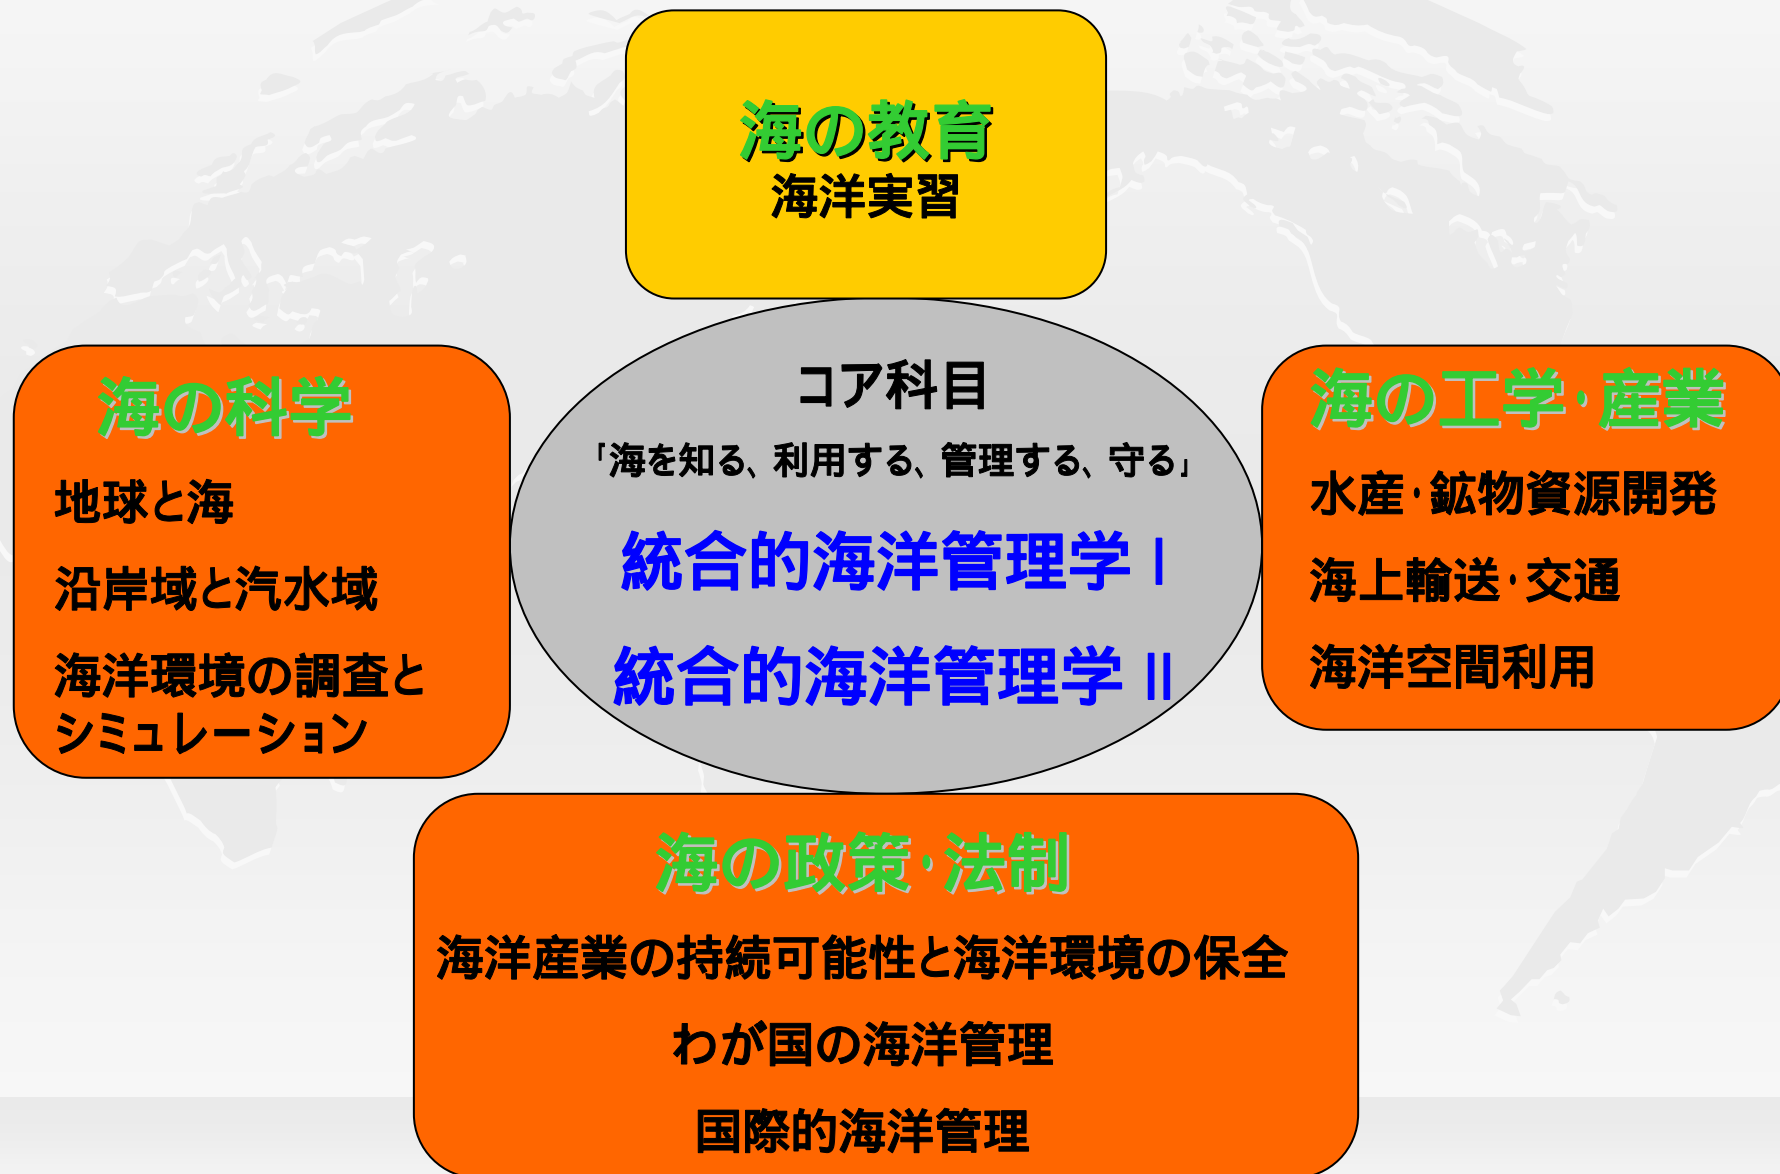 海の教育
海洋実習
海の科学
地球と海
沿岸域と汽水域
海洋環境の調査と
シミュレーション
コア科目
「海を知る、利用する、管理する、守る」
統合的海洋管理学Ⅰ
統合的海洋管理学Ⅱ
海の工学・産業
水産・鉱物資源開発
海上輸送・交通
海洋空間利用
海の政策・法制
海洋産業の持続可能性と海洋環境の保全
わが国の海洋管理
国際的海洋管理